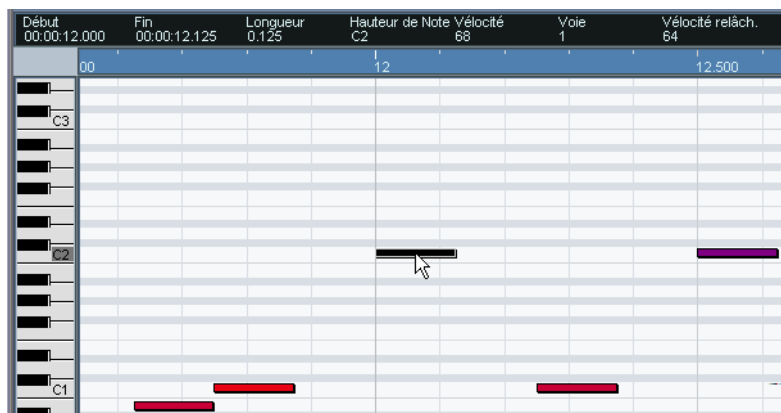 Début Fin Longueur Hauteur de Note Vélocité Voie Vélocité relâch.
00:00:12.000 00:00:12.125 0.125 C2 68 1 64
00 12 12.500
C3
C2
C1